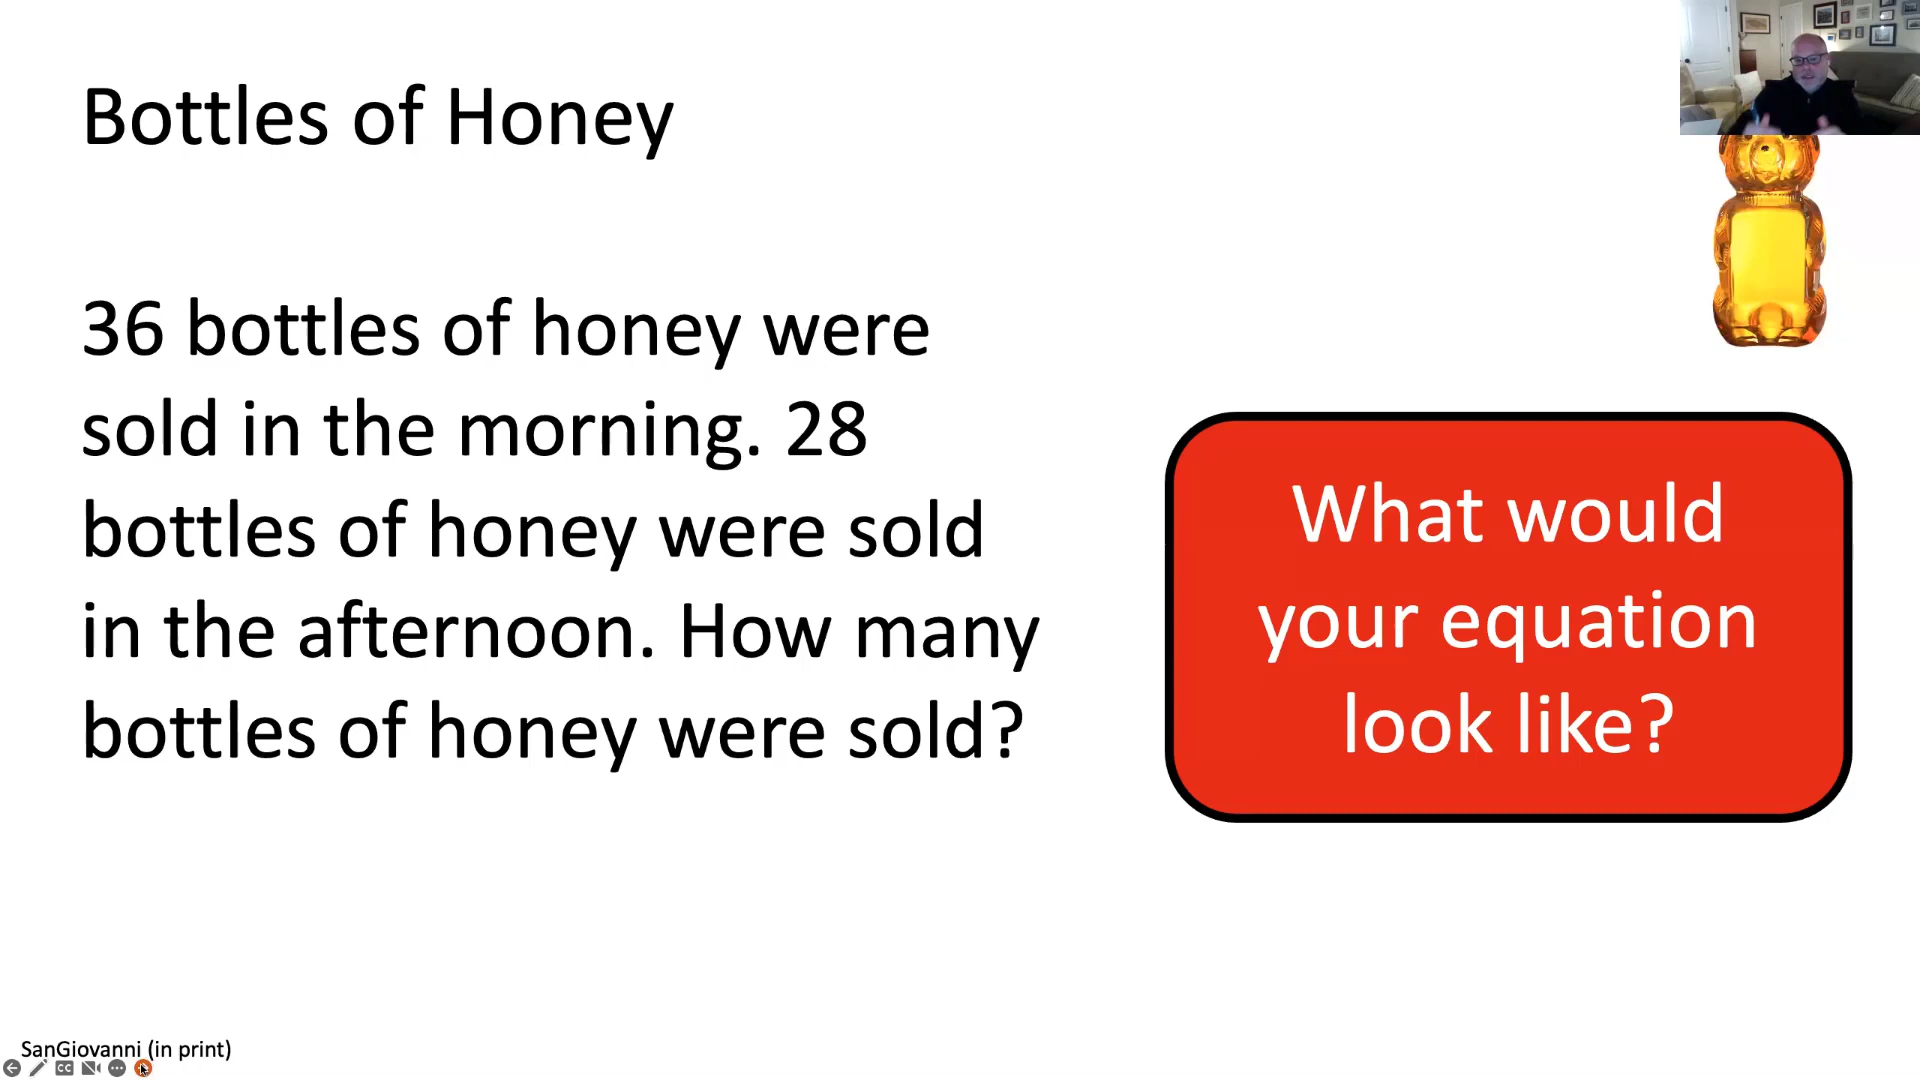 Bottles of Honey
36 bottles of honey were
sold in the morning. 28
bottles of honey were sold
in the afternoon. How many
bottles of honey were sold?
What would
your equation
look like?
SanGiovanni (in print)
CC